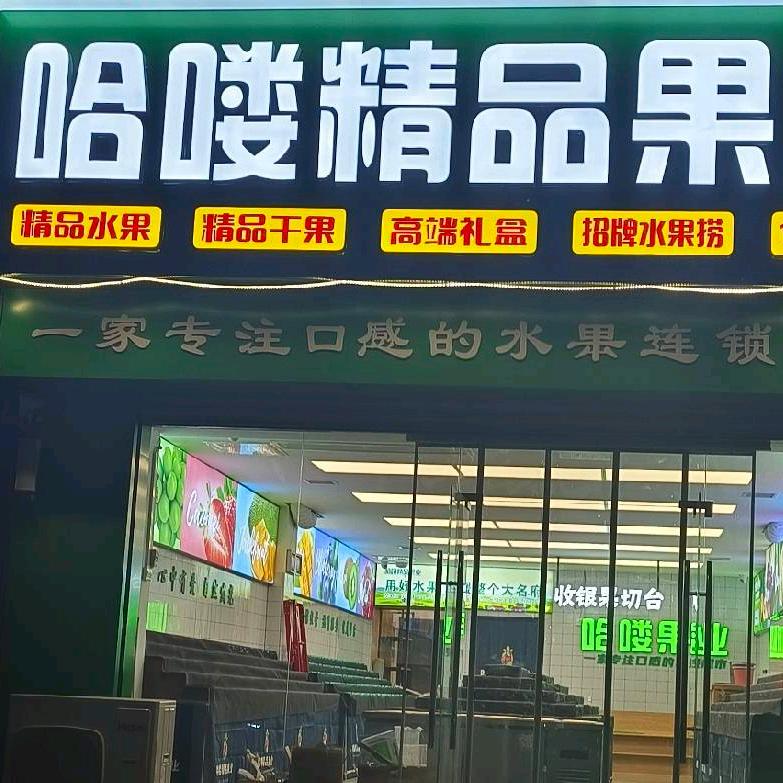 哈喽精品果
精品水果
精品干果
高端礼盒
招牌水果捞
一家专注口感的水果连锁
收银果切台
哈喽果业